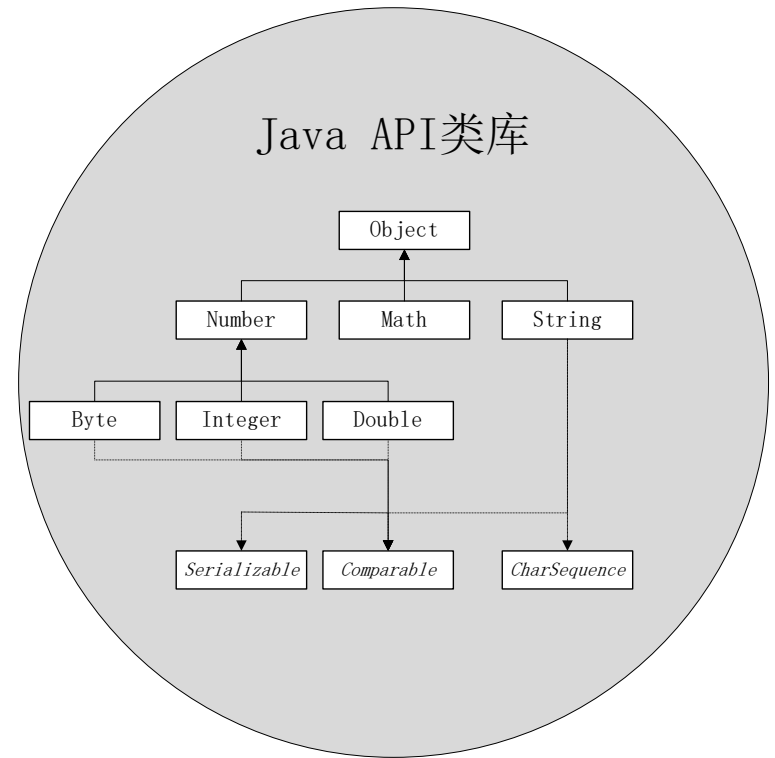 Java API类库
Object
Number
Math
String
Byte
Integer
Double
Serializable
Comparable
CharSequence